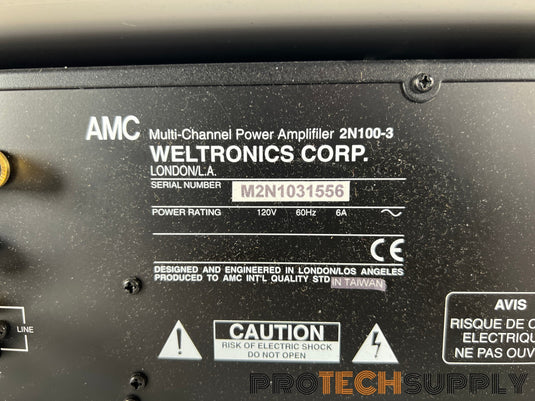 AMC Multi-Channel Power Amplifiler 2N100-3
WELTRONICS CORP.
LONDON/L.A.
SERIAL NUMBER M2N1031556
POWER RATING 120V 60Hz 6A
CE
DESIGNED AND ENGINEERED IN LONDON/LOS ANGELES
PRODUCED TO AMC INT'L QUALITY STD IN TAIWAN
LINE
CAUTION
RISK OF ELECTRIC SHOCK
DO NOT OPEN
AVIS
RISQUE DE
ELECTRIQUE
NE PAS
PROTECHSUPPLY